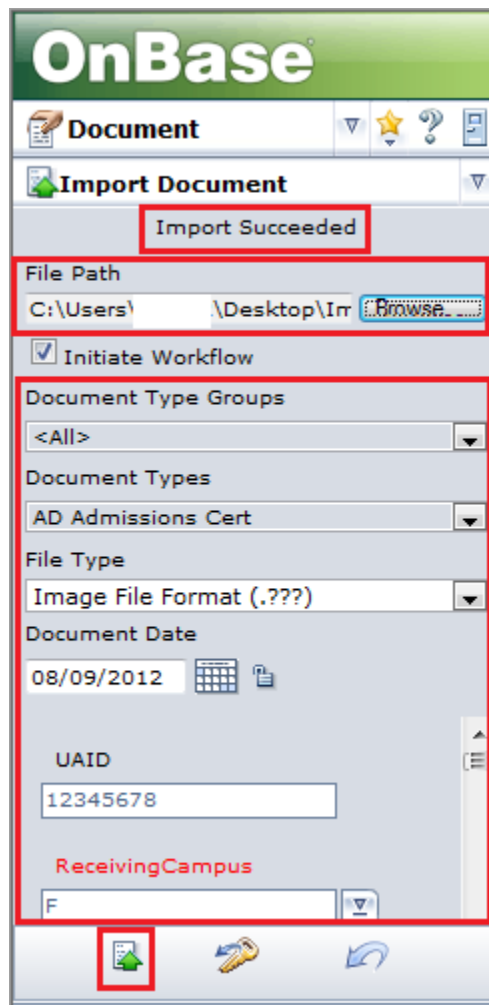 OnBase
Document
Import Document
Import Succeeded
File Path
C:\Users\ \Desktop\Im Browse...
Initiate Workflow
Document Type Groups
<All>
Document Types
AD Admissions Cert
File Type
Image File Format (.???)
Document Date
08/09/2012
UAID
12345678
ReceivingCampus
F